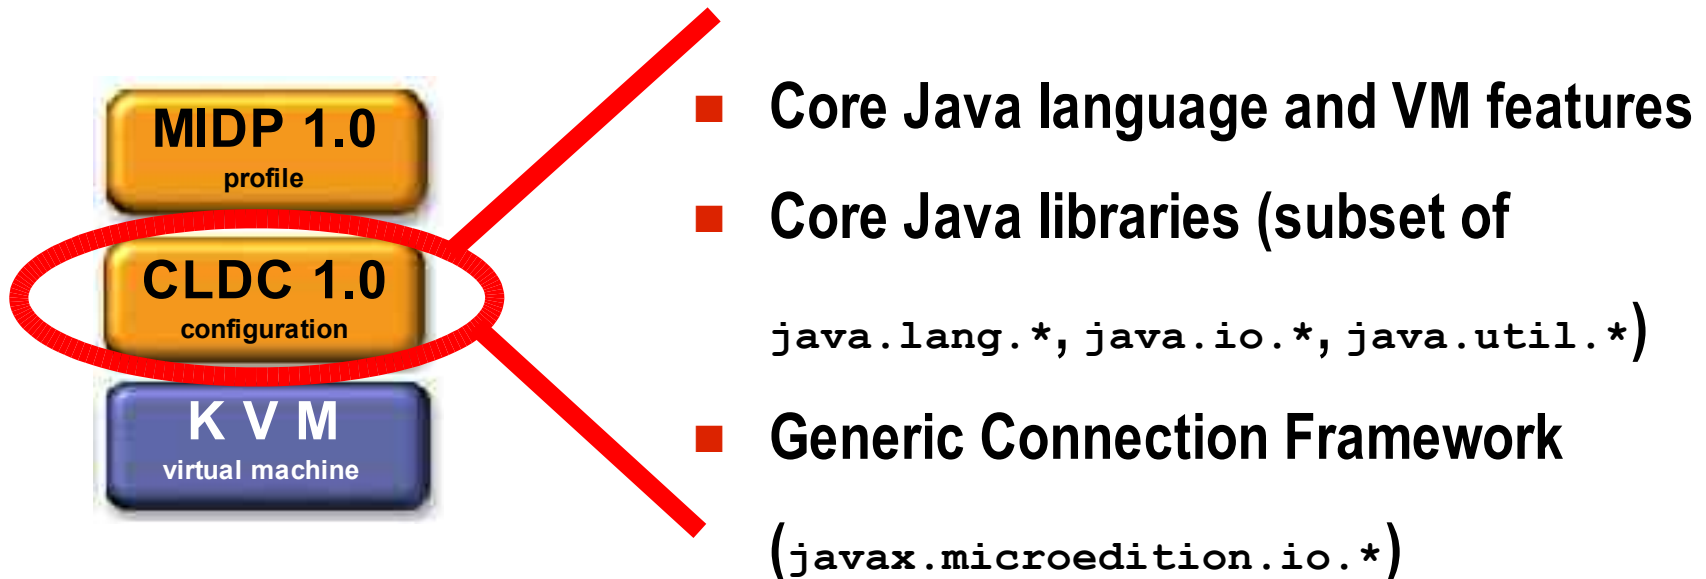 MIDP 1.0
profile
CLDC 1.0
configuration
K V M
virtual machine
Core Java language and VM features
Core Java libraries (subset of
java.lang.*, java.io.*, java.util.*)
Generic Connection Framework
(javax.microedition.io.*)